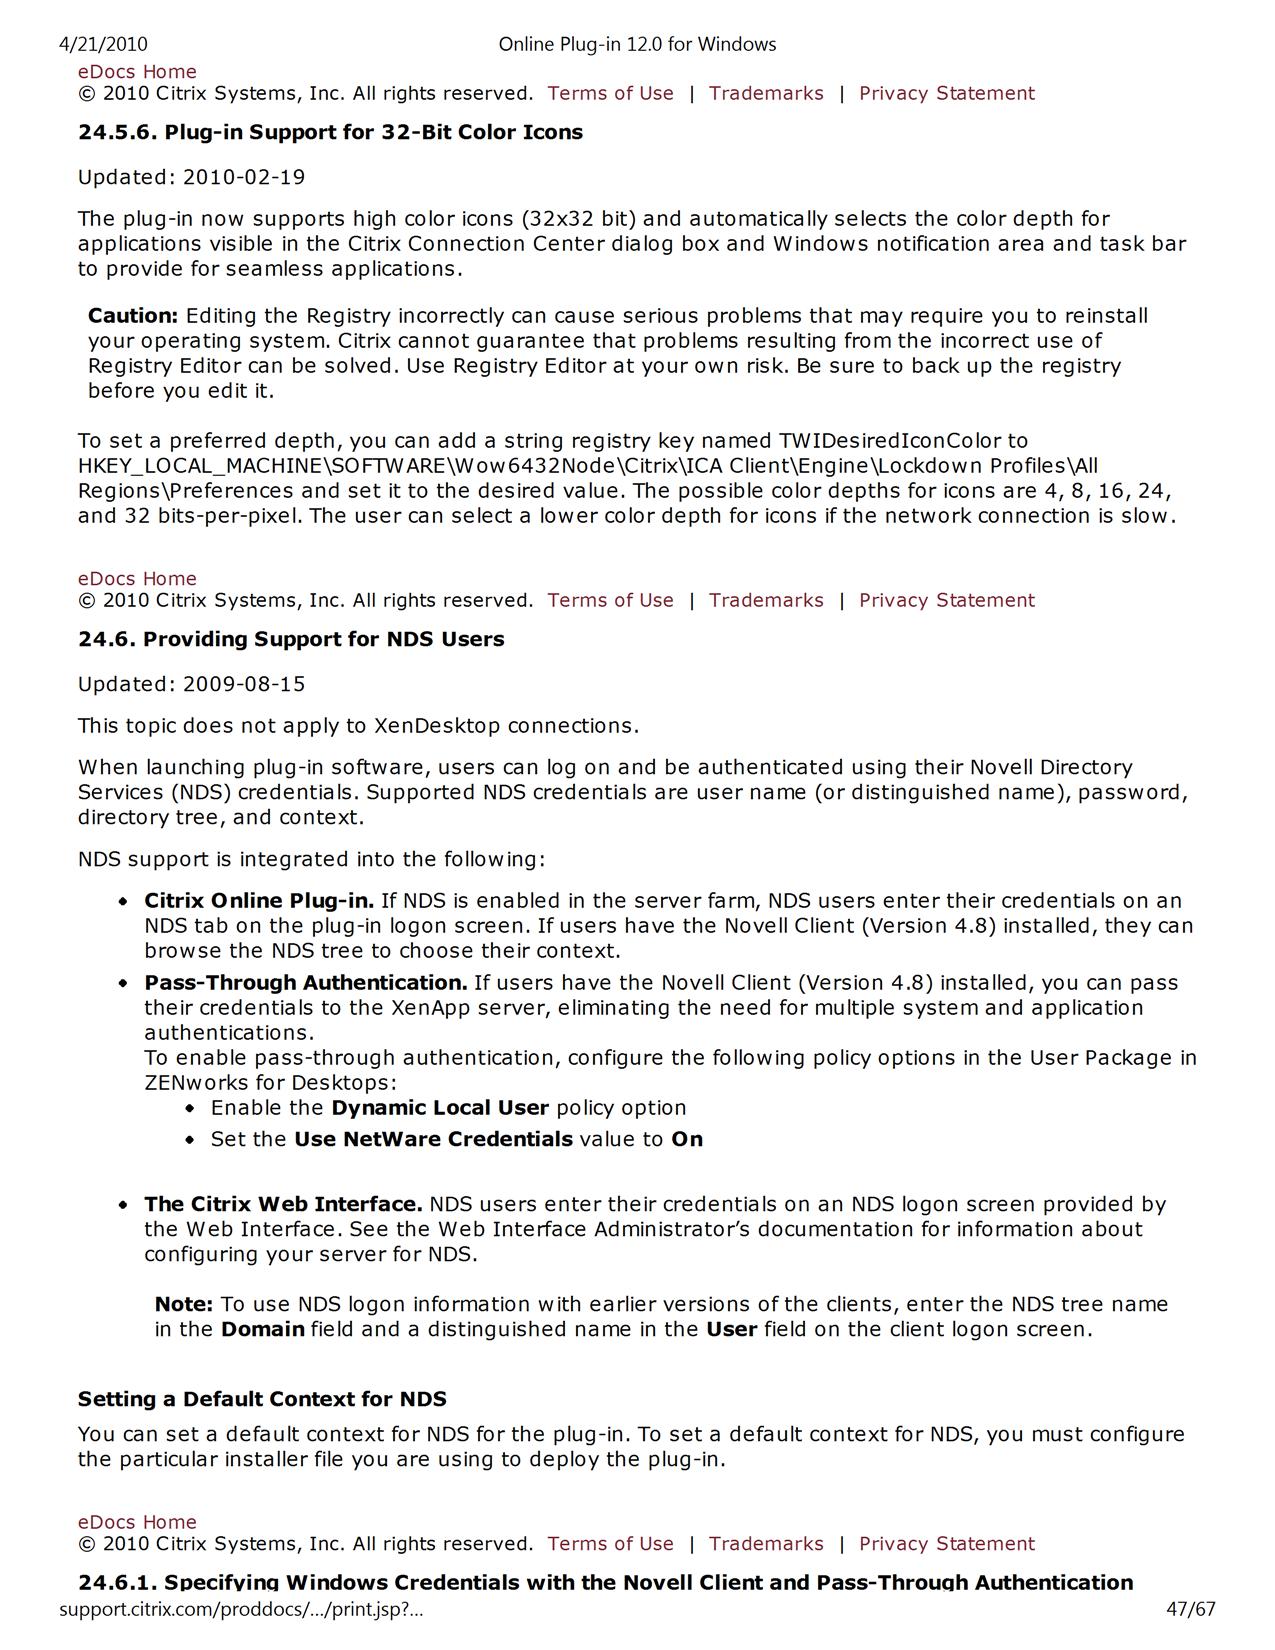 4/21/2010 Online Plug-in 12.0 for Windows
eDocs Home
© 2010 Citrix Systems, Inc. All rights reserved. Terms of Use | Trademarks | Privacy Statement
24.5.6. Plug-in Support for 32-Bit Color Icons
Updated: 2010-02-19
The plug-in now supports high color icons (32x32 bit) and automatically selects the color depth for
applications visible in the Citrix Connection Center dialog box and Windows notification area and task bar
to provide for seamless applications.
Caution: Editing the Registry incorrectly can cause serious problems that may require you to reinstall
your operating system. Citrix cannot guarantee that problems resulting from the incorrect use of
Registry Editor can be solved. Use Registry Editor at your own risk. Be sure to back up the registry
before you edit it.
To set a preferred depth, you can add a string registry key named TWIDesiredIconColor to
HKEY_LOCAL_MACHINE\SOFTWARE\Wow6432Node\Citrix\ICA Client\Engine\Lockdown Profiles\All
Regions\Preferences and set it to the desired value. The possible color depths for icons are 4, 8, 16, 24,
and 32 bits-per-pixel. The user can select a lower color depth for icons if the network connection is slow.
eDocs Home
© 2010 Citrix Systems, Inc. All rights reserved. Terms of Use | Trademarks | Privacy Statement
24.6. Providing Support for NDS Users
Updated: 2009-08-15
This topic does not apply to XenDesktop connections.
When launching plug-in software, users can log on and be authenticated using their Novell Directory
Services (NDS) credentials. Supported NDS credentials are user name (or distinguished name), password,
directory tree, and context.
NDS support is integrated into the following:
• Citrix Online Plug-in. If NDS is enabled in the server farm, NDS users enter their credentials on an
NDS tab on the plug-in logon screen. If users have the Novell Client (Version 4.8) installed, they can
browse the NDS tree to choose their context.
• Pass-Through Authentication. If users have the Novell Client (Version 4.8) installed, you can pass
their credentials to the XenApp server, eliminating the need for multiple system and application
authentications.
To enable pass-through authentication, configure the following policy options in the User Package in
ZENworks for Desktops:
• Enable the Dynamic Local User policy option
• Set the Use NetWare Credentials value to On
• The Citrix Web Interface. NDS users enter their credentials on an NDS logon screen provided by
the Web Interface. See the Web Interface Administrator’s documentation for information about
configuring your server for NDS.
Note: To use NDS logon information with earlier versions of the clients, enter the NDS tree name
in the Domain field and a distinguished name in the User field on the client logon screen.
Setting a Default Context for NDS
You can set a default context for NDS for the plug-in. To set a default context for NDS, you must configure
the particular installer file you are using to deploy the plug-in.
eDocs Home
© 2010 Citrix Systems, Inc. All rights reserved. Terms of Use | Trademarks | Privacy Statement
24.6.1. Specifying Windows Credentials with the Novell Client and Pass-Through Authentication
support.citrix.com/proddocs/.../print.jsp?... 47/67